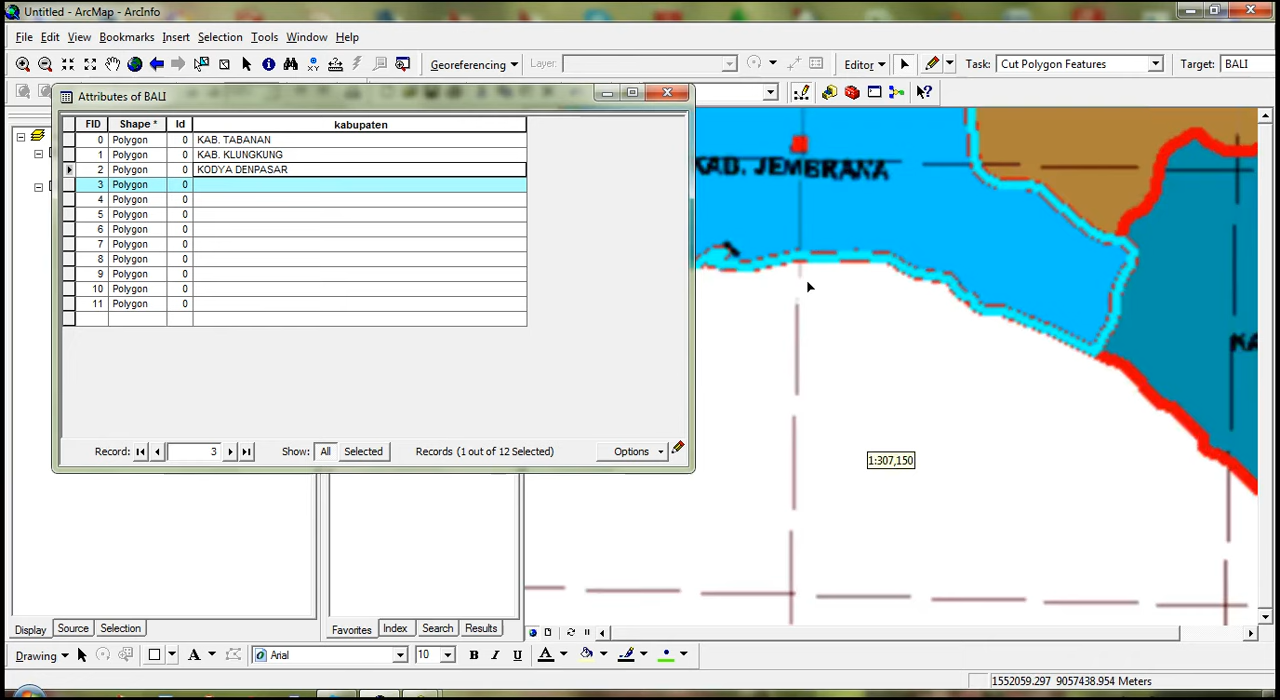 Untitled - ArcMap - ArcInfo
File Edit View Bookmarks Insert Selection Tools Window Help
Georeferencing Layer: Editor Task: Cut Polygon Features Target: BALI
Attributes of BALI
FID Shape * Id kabupaten
0 Polygon 0 KAB. TABANAN
1 Polygon 0 KAB. KLUNGKUNG
2 Polygon 0 KODYA DENPASAR
3 Polygon 0
4 Polygon 0
5 Polygon 0
6 Polygon 0
7 Polygon 0
8 Polygon 0
9 Polygon 0
10 Polygon 0
11 Polygon 0
Record: 3 Show: All Selected Records (1 out of 12 Selected) Options
KAB. JEMBRANA
KA
1:307,150
Display Source Selection
Favorites Index Search Results
Drawing A Arial 10 B I U A
1552059.297 9057438.954 Meters